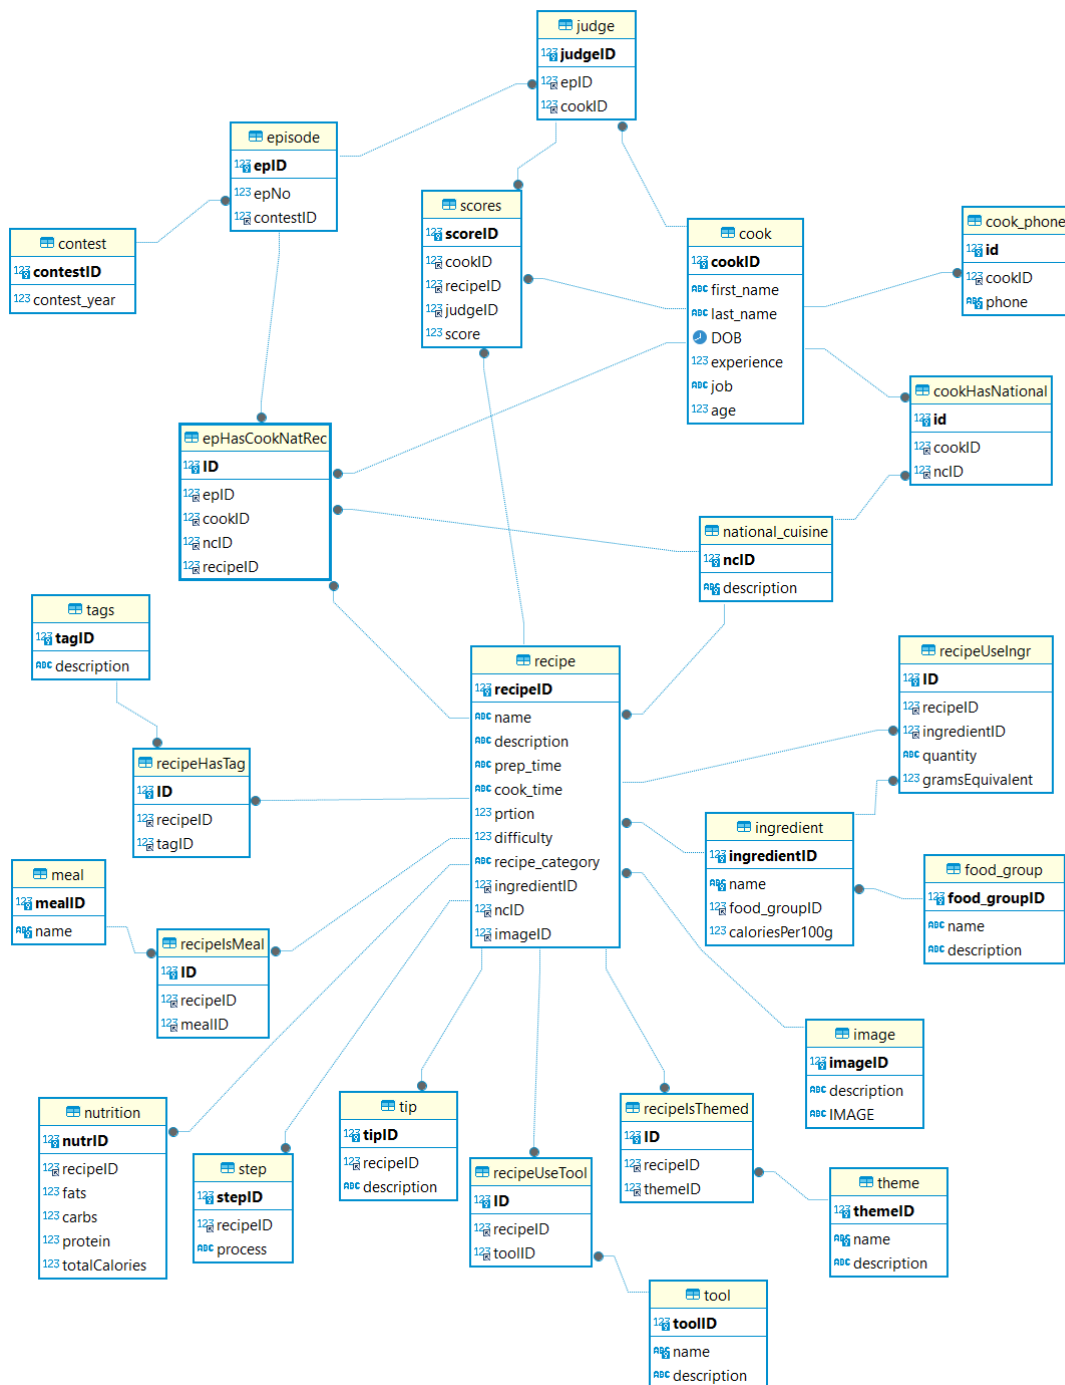 judge
judgeID
epID
cookID
episode
epID
epNo
contestID
scores
scoreID
cookID
recipeID
judgeID
score
cook
cookID
first_name
last_name
DOB
experience
job
age
cook_phone
id
cookID
phone
contest
contestID
contest_year
cookHasNational
id
cookID
ncID
epHasCookNatRec
ID
epID
cookID
ncID
recipeID
national_cuisine
ncID
description
tags
tagID
description
recipe
recipeID
name
description
prep_time
cook_time
prtion
difficulty
recipe_category
ingredientID
ncID
imageID
recipeUseIngr
ID
recipeID
ingredientID
quantity
gramsEquivalent
recipeHasTag
ID
recipeID
tagID
ingredient
ingredientID
name
food_groupID
caloriesPer100g
food_group
food_groupID
name
description
meal
mealID
name
recipeIsMeal
ID
recipeID
mealID
image
imageID
description
IMAGE
nutrition
nutrID
recipeID
fats
carbs
protein
totalCalories
step
stepID
recipeID
process
tip
tipID
recipeID
description
recipeUseTool
ID
recipeID
toolID
recipeIsThemed
ID
recipeID
themeID
theme
themeID
name
description
tool
toolID
name
description